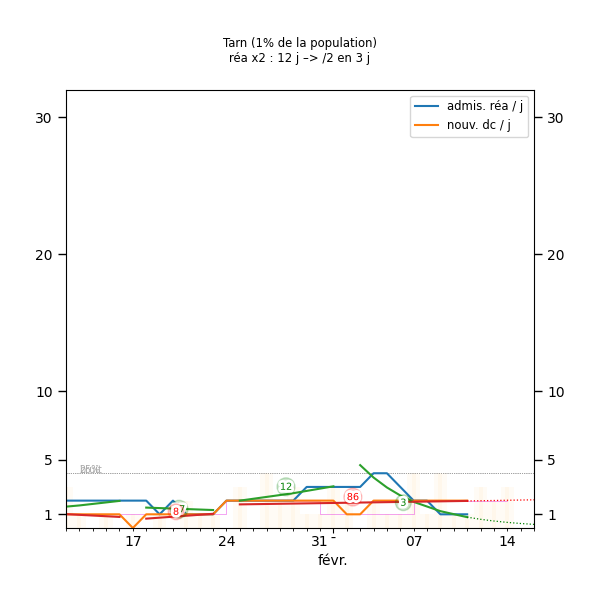 Tarn (1% de la population)
réa x2 : 12 j –> /2 en 3 j
admis. réa / j
nouv. dc / j
30 30
20 20
10 10
5 5
1 1
12
86
3
8
7
17 24 31 07 14
févr.